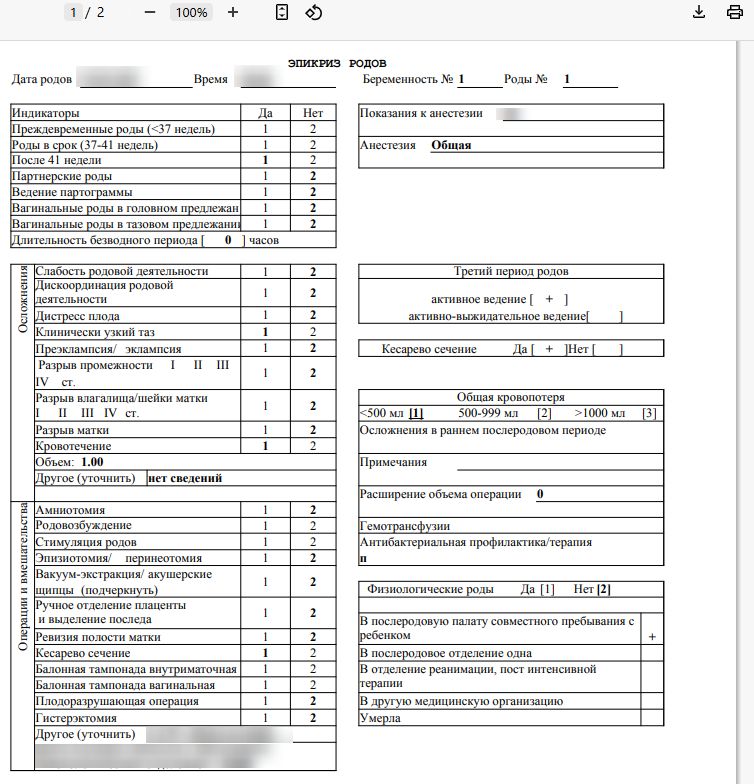 1 / 2 — 100% +
ЭПИКРИЗ РОДОВ
Дата родов Время Беременность № 1 Роды № 1
Индикаторы Да Нет
Преждевременные роды (<37 недель) 1 2
Роды в срок (37-41 недель) 1 2
После 41 недели 1 2
Партнерские роды 1 2
Ведение партограммы 1 2
Вагинальные роды в головном предлежан 1 2
Вагинальные роды в тазовом предлежани 1 2
Длительность безводного периода [ 0 ] часов
Показания к анестезии
Анестезия Общая
Осложнения
Слабость родовой деятельности 1 2
Дискоординация родовой
деятельности 1 2
Дистресс плода 1 2
Клинически узкий таз 1 2
Преэклампсия/ эклампсия 1 2
Разрыв промежности I II III
IV ст. 1 2
Разрыв влагалища/шейки матки
I II III IV ст. 1 2
Разрыв матки 1 2
Кровотечение 1 2
Объем: 1.00
Другое (уточнить) нет сведений
Операции и вмешательства
Амниотомия 1 2
Родовозбуждение 1 2
Стимуляция родов 1 2
Эпизиотомия/ перинеотомия 1 2
Вакуум-экстракция/ акушерские
щипцы (подчеркнуть) 1 2
Ручное отделение плаценты
и выделение последа 1 2
Ревизия полости матки 1 2
Кесарево сечение 1 2
Балонная тампонада внутриматочная 1 2
Балонная тампонада вагинальная 1 2
Плодоразрушающая операция 1 2
Гистерэктомия 1 2
Другое (уточнить)
Третий период родов
активное ведение [ + ]
активно-выжидательное ведение[ ]
Кесарево сечение Да [ + ]Нет [ ]
Общая кровопотеря
<500 мл [1] 500-999 мл [2] >1000 мл [3]
Осложнения в раннем послеродовом периоде
Примечания
Расширение объема операции 0
Гемотрансфузии
Антибактериальная профилактика/терапия
п
Физиологические роды Да [1] Нет [2]
В послеродовую палату совместного пребывания с
ребенком +
В послеродовое отделение одна
В отделение реанимации, пост интенсивной
терапии
В другую медицинскую организацию
Умерла